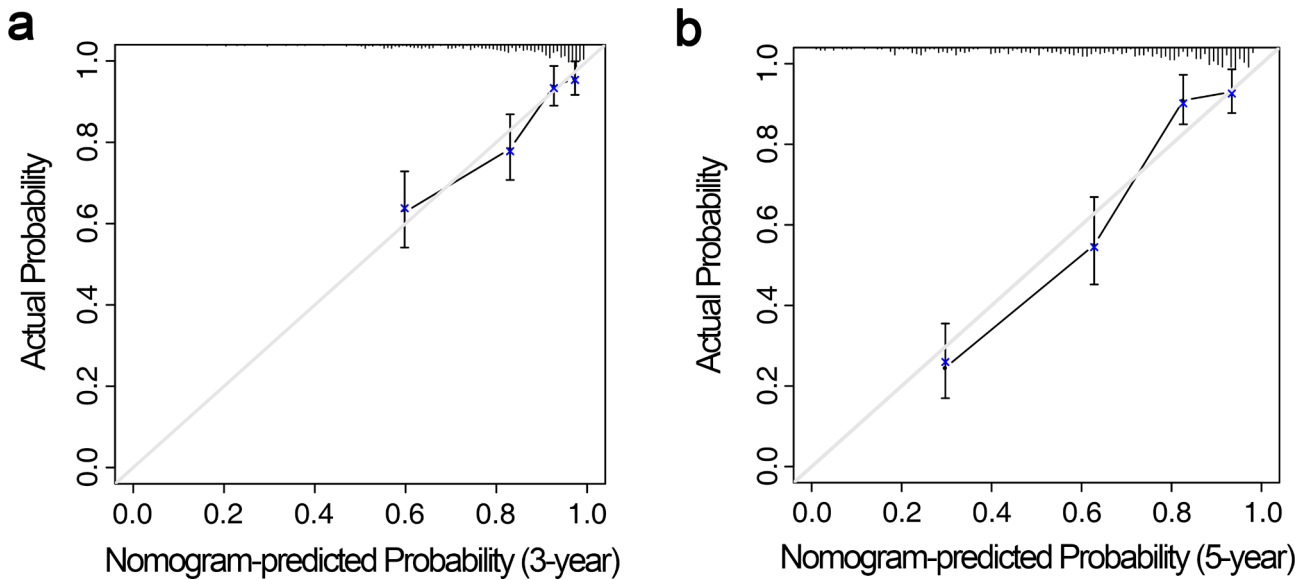 a
Actual Probability
1.0
0.8
0.6
0.4
0.2
0.0
0.0 0.2 0.4 0.6 0.8 1.0
Nomogram-predicted Probability (3-year)
b
Actual Probability
1.0
0.8
0.6
0.4
0.2
0.0
0.0 0.2 0.4 0.6 0.8 1.0
Nomogram-predicted Probability (5-year)